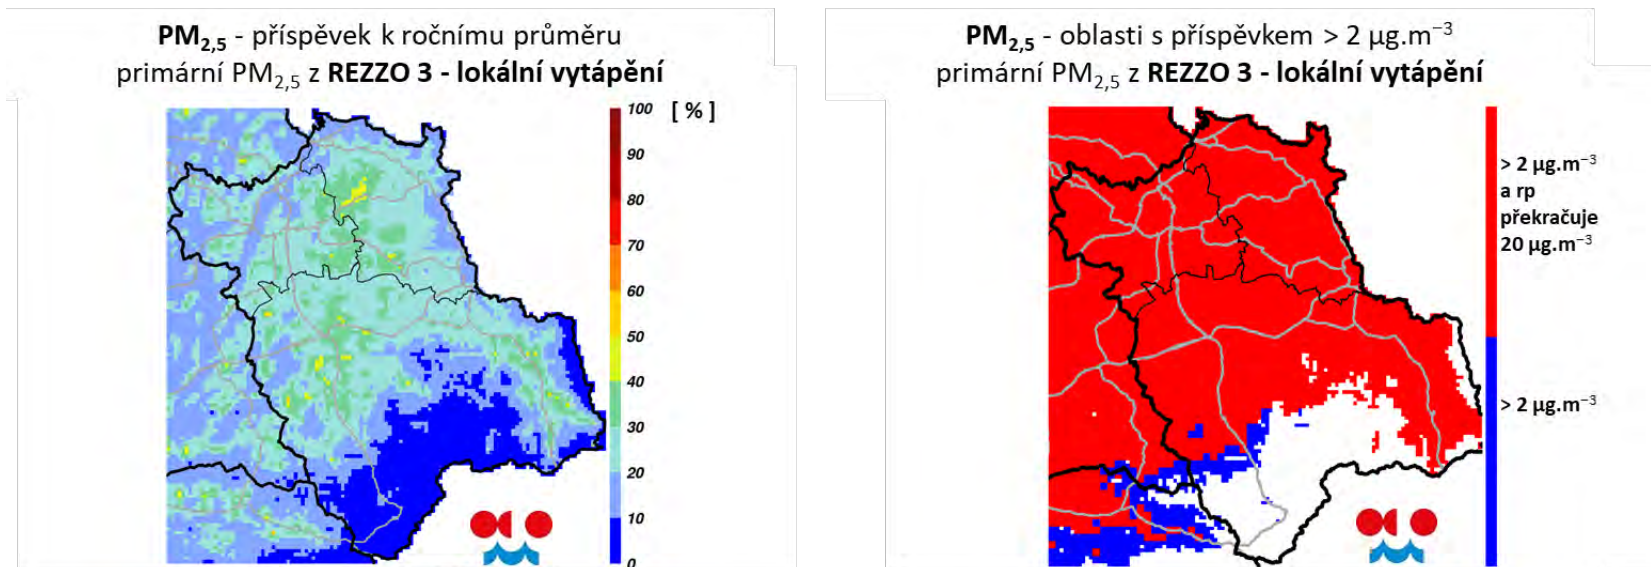 PM2,5 - příspěvek k ročnímu průměru
primární PM2,5 z REZZO 3 - lokální vytápění
100
[ % ]
90
80
70
60
50
40
30
20
10
0
PM2,5 - oblasti s příspěvkem > 2 µg.m−3
primární PM2,5 z REZZO 3 - lokální vytápění
> 2 µg.m−3
a rp
překračuje
20 µg.m−3
> 2 µg.m−3